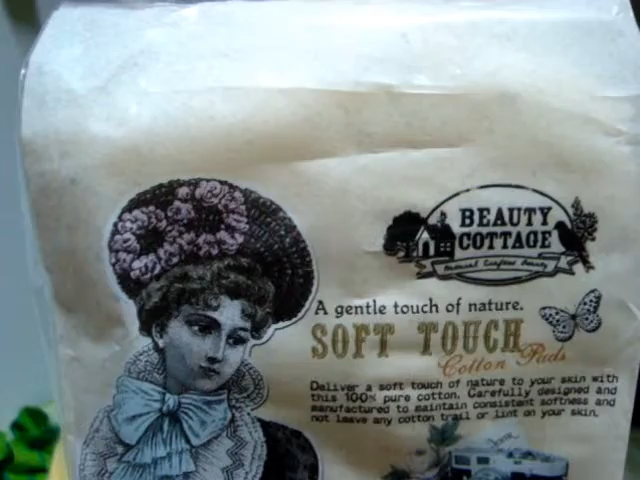 BEAUTY
COTTAGE
A gentle touch of nature.
SOFT TOUCH
Cotton Pads
Deliver a soft touch of nature to your skin with
this 100% pure cotton. Carefully designed and
manufactured to maintain consistent softness and
not leave any cotton trail or lint on your skin.